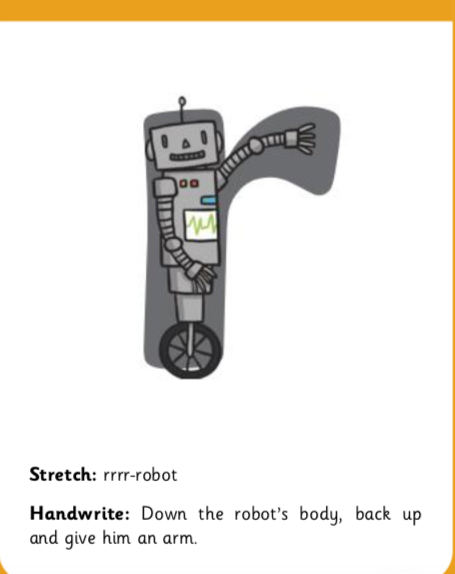 Stretch: rrrr-robot
Handwrite: Down the robot's body, back up
and give him an arm.